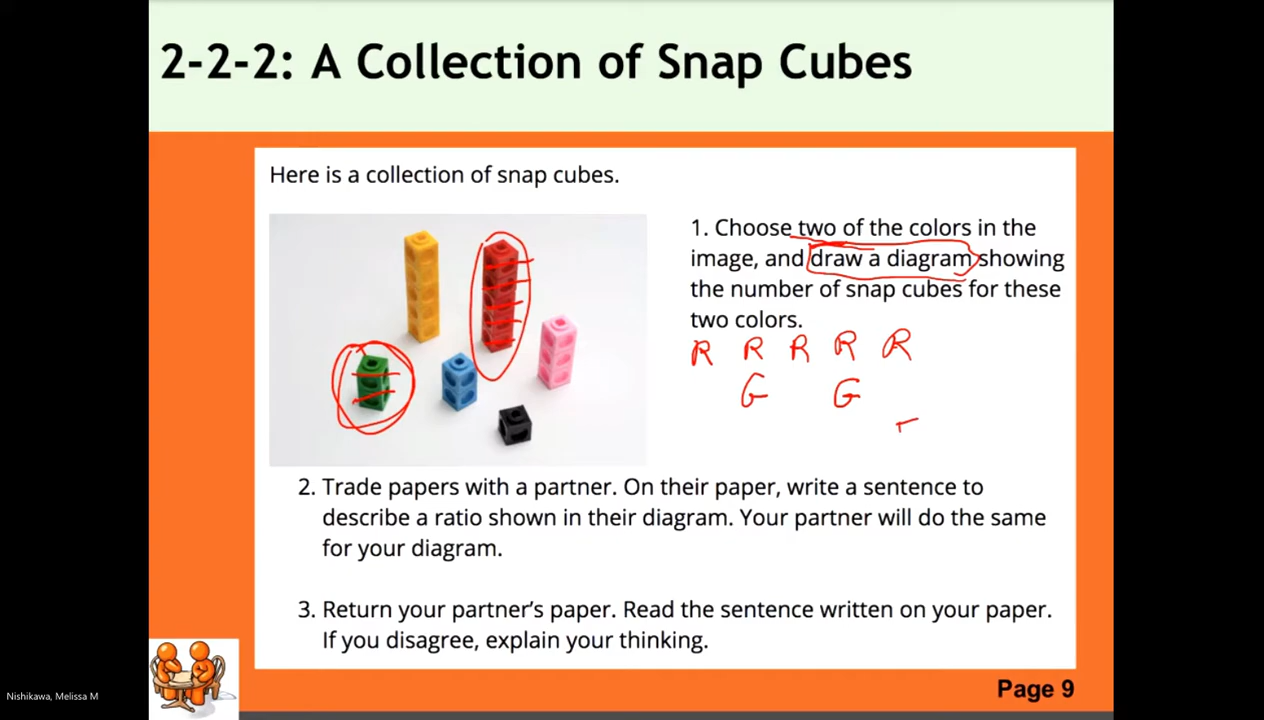 2-2-2: A Collection of Snap Cubes
Here is a collection of snap cubes.
1. Choose two of the colors in the
image, and draw a diagram showing
the number of snap cubes for these
two colors.
R R R R R
G G
2. Trade papers with a partner. On their paper, write a sentence to
describe a ratio shown in their diagram. Your partner will do the same
for your diagram.
3. Return your partner’s paper. Read the sentence written on your paper.
If you disagree, explain your thinking.
Nishikawa, Melissa M
Page 9